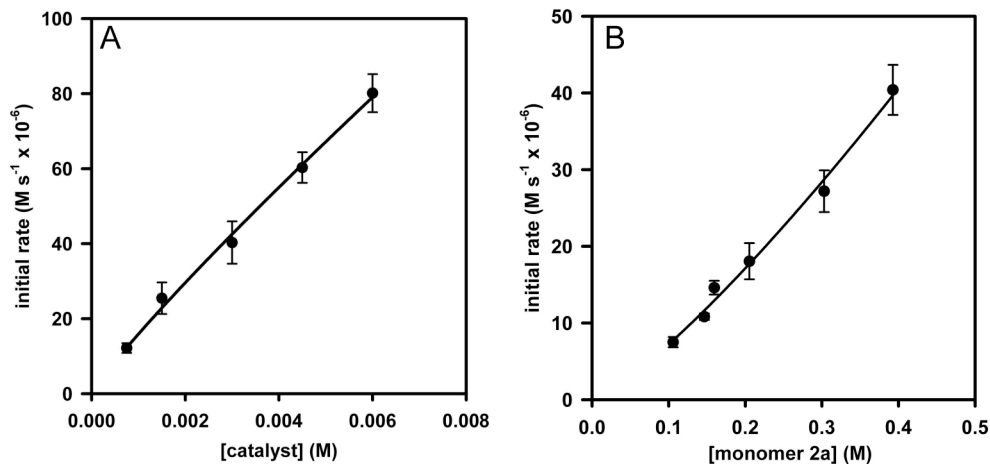 A
initial rate (M s⁻¹ x 10⁻⁶)
100
80
60
40
20
0
0.000 0.002 0.004 0.006 0.008
[catalyst] (M)
B
initial rate (M s⁻¹ x 10⁻⁶)
50
40
30
20
10
0
0.0 0.1 0.2 0.3 0.4 0.5
[monomer 2a] (M)